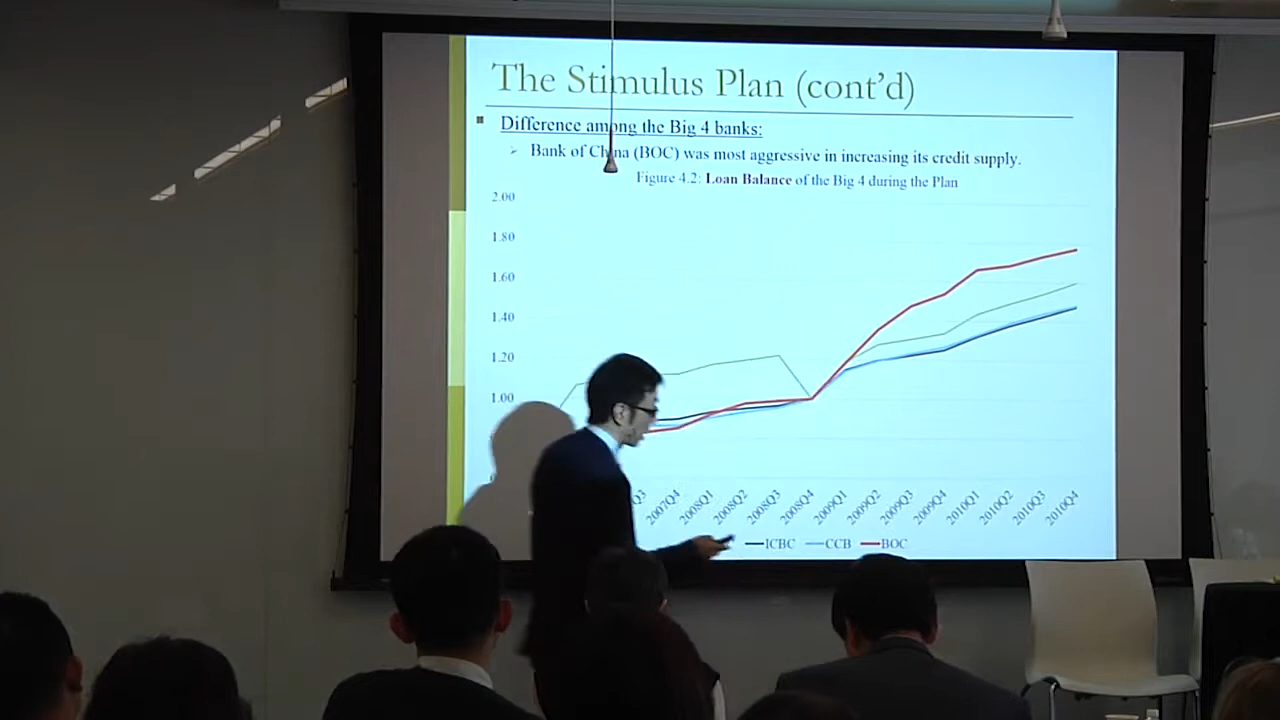 The Stimulus Plan (cont'd)
Difference among the Big 4 banks:
Bank of China (BOC) was most aggressive in increasing its credit supply.
Figure 4.2: Loan Balance of the Big 4 during the Plan
2.00
1.80
1.60
1.40
1.20
1.00
2007Q4
2008Q1
2008Q2
2008Q3
2008Q4
2009Q1
2009Q2
2009Q3
2009Q4
2010Q1
2010Q2
2010Q3
2010Q4
ICBC
CCB
BOC